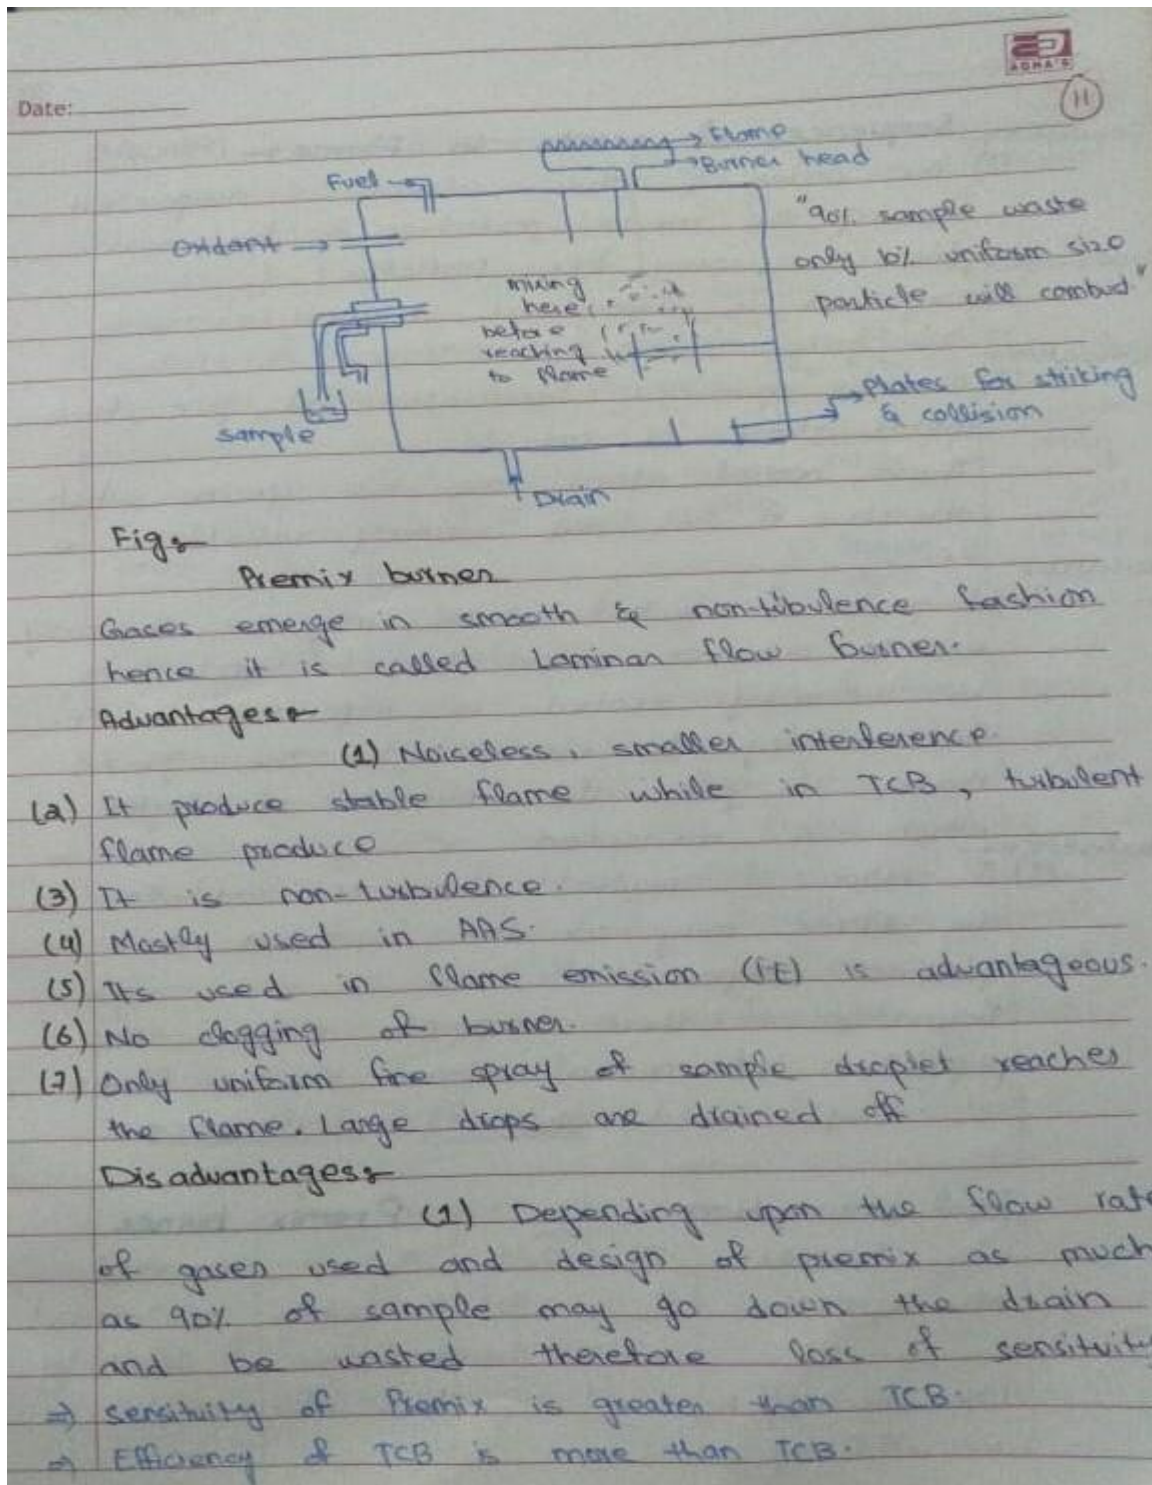 ADHA'S
Date:
11
Flame
Burner head
Fuel
Oxidant
"90% sample waste
only 10% uniform size
particle will combust."
mixing
here
before
reaching
to flame
Plates for striking
& collision
Sample
Drain
Fig:-
Premix burner
Gases emerge in smooth & non-tibulence fashion
hence it is called Laminar flow burner.
Advantages:-
(1) Noiseless, smaller interference.
(2) It produce stable flame while in TCB, turbulent
flame produce
(3) It is non-turbulence.
(4) Mostly used in AAS.
(5) Its used in flame emission (FE) is advantageous.
(6) No clogging of burner.
(7) Only uniform fine spray of sample droplet reaches
the flame. Large drops are drained off
Disadvantages:-
(1) Depending upon the flow rate
of gases used and design of premix as much
as 90% of sample may go down the drain
and be wasted therefore loss of sensitivity
⇒ Sensitivity of Premix is greater than TCB.
⇒ Efficiency of TCB is more than TCB.